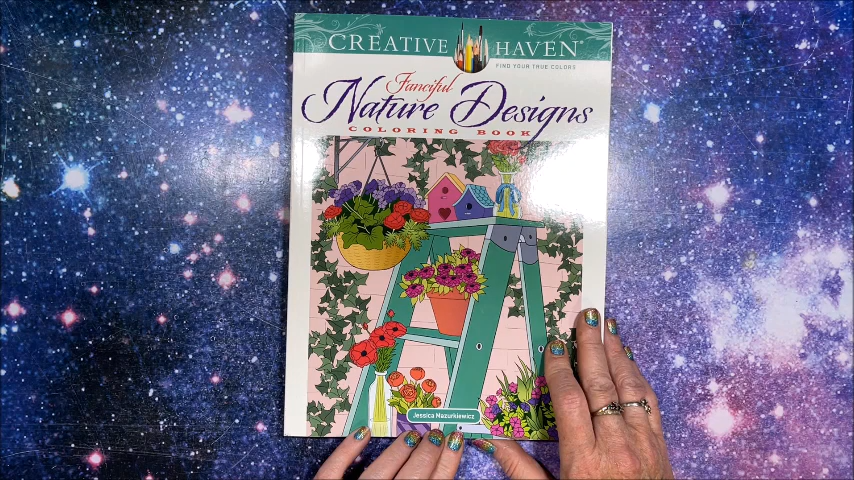 CREATIVE HAVEN®
FIND YOUR TRUE COLORS
Fanciful
Nature Designs
COLORING BOOK
Jessica Mazurkiewicz